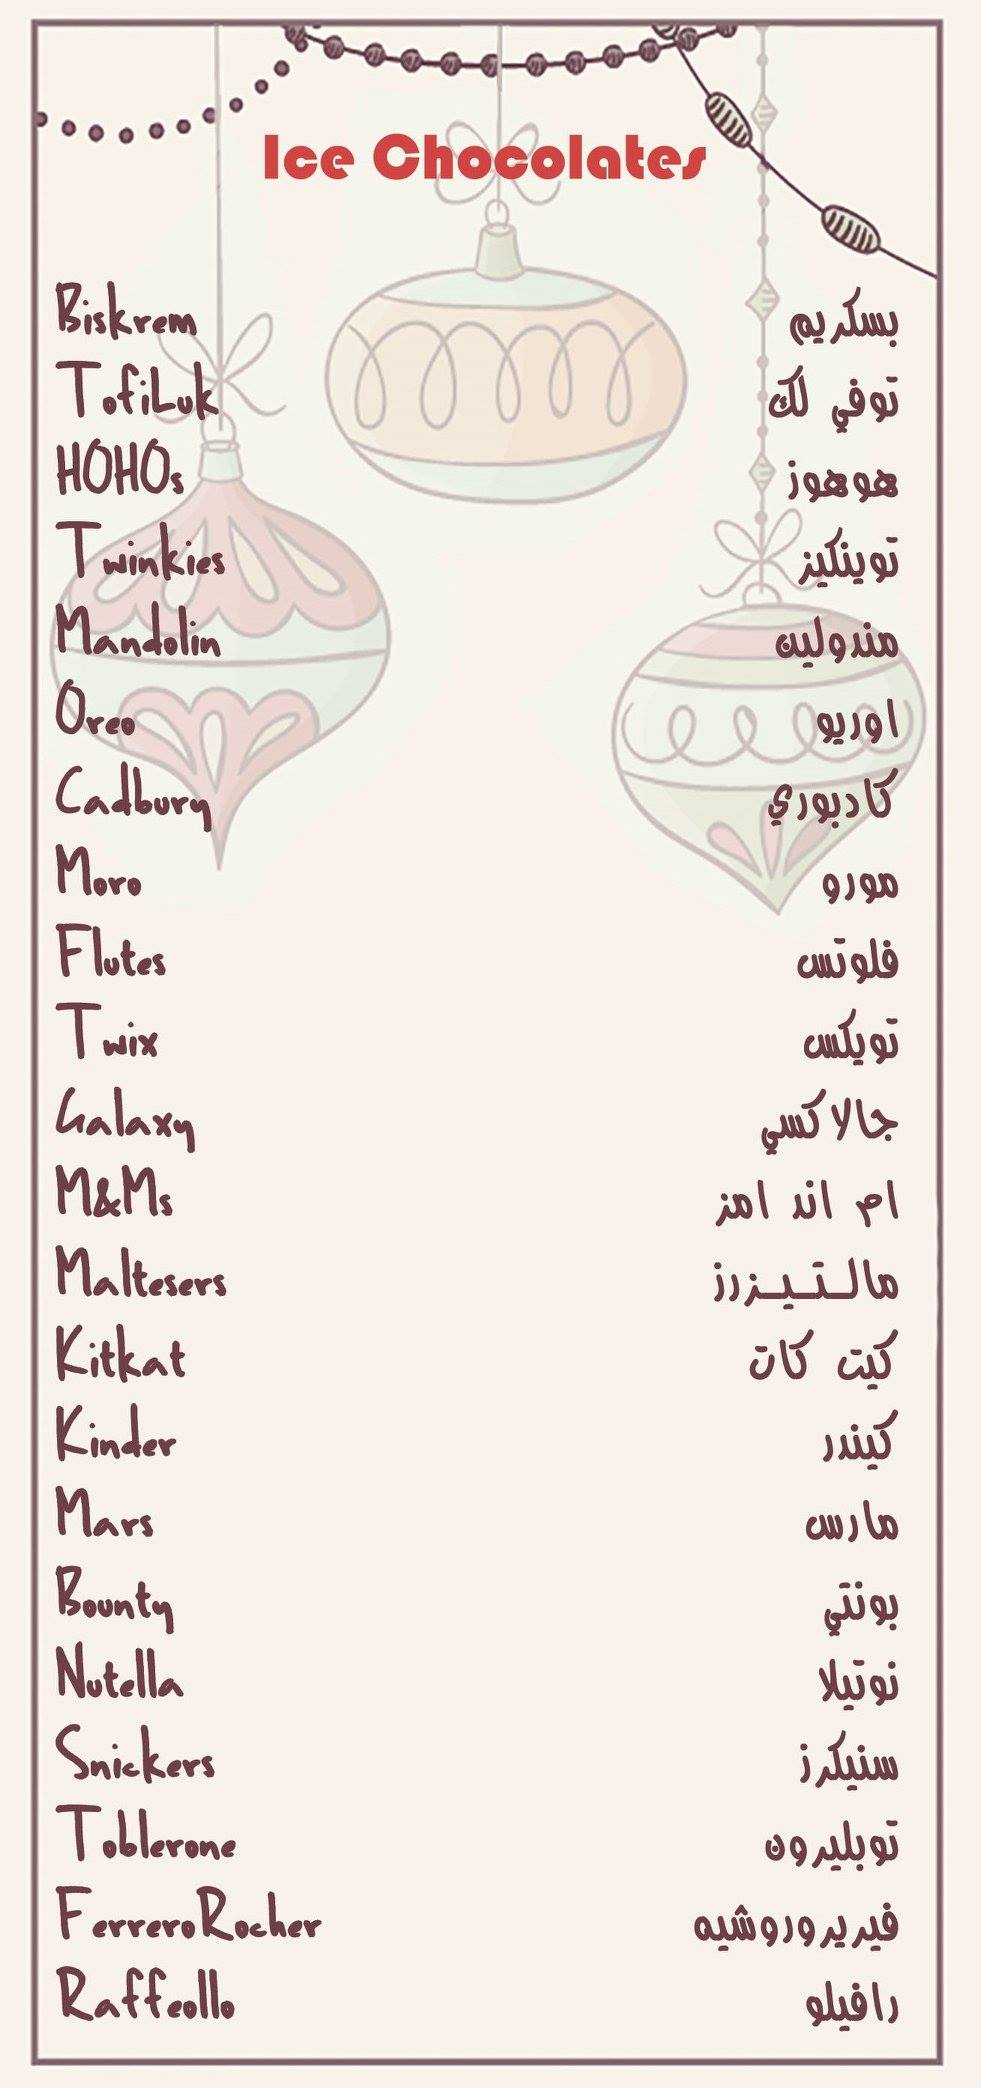 Ice Chocolates
Biskrem بسكريم
TofiLuk توفي لك
HOHOs هوهوز
Twinkies توينكيز
Mandolin مندولين
Oreo اوريو
Cadbury كادبوري
Moro مورو
Flutes فلوتس
Twix تويكس
Galaxy جالاكسي
M&Ms ام اند امز
Maltesers مالـتـيـزرز
Kitkat كيت كات
Kinder كيندر
Mars مارس
Bounty بونتي
Nutella نوتيلا
Snickers سنيكرز
Toblerone توبليرون
FerreroRocher فيريروروشيه
Raffeollo رافيلو